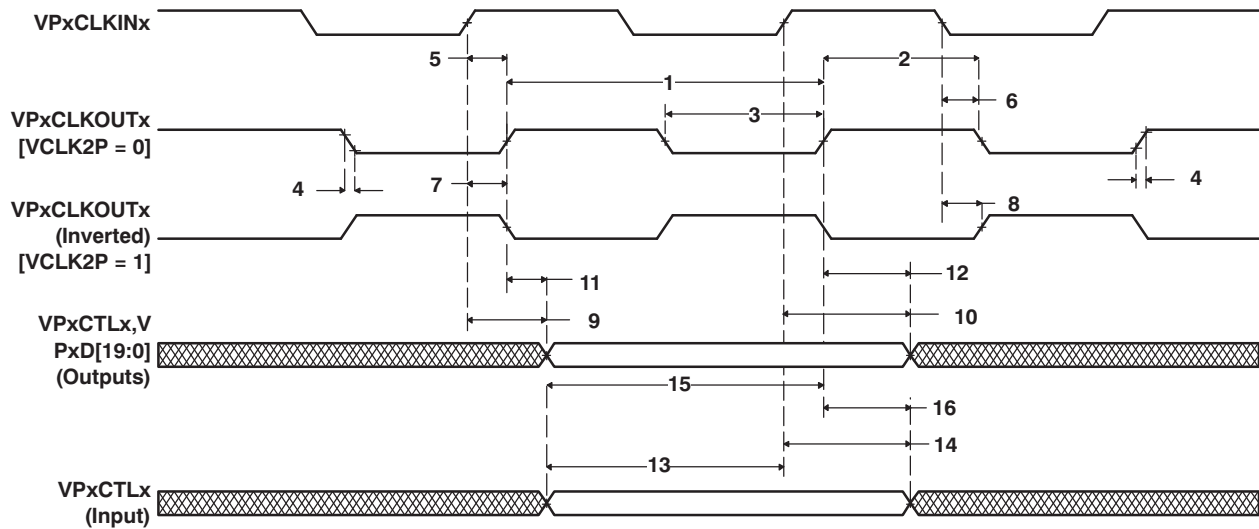 VPxCLKINx
5
2
1
6
3
VPxCLKOUTx
[VCLK2P = 0]
4
7
4
VPxCLKOUTx
(Inverted)
[VCLK2P = 1]
8
11
12
9
10
VPxCTLx,V
PxD[19:0]
(Outputs)
15
16
14
13
VPxCTLx
(Input)